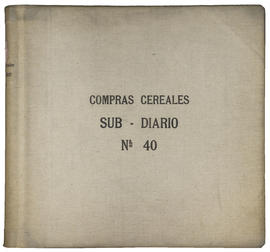 COMPRAS CEREALES
SUB - DIARIO
Nº 40